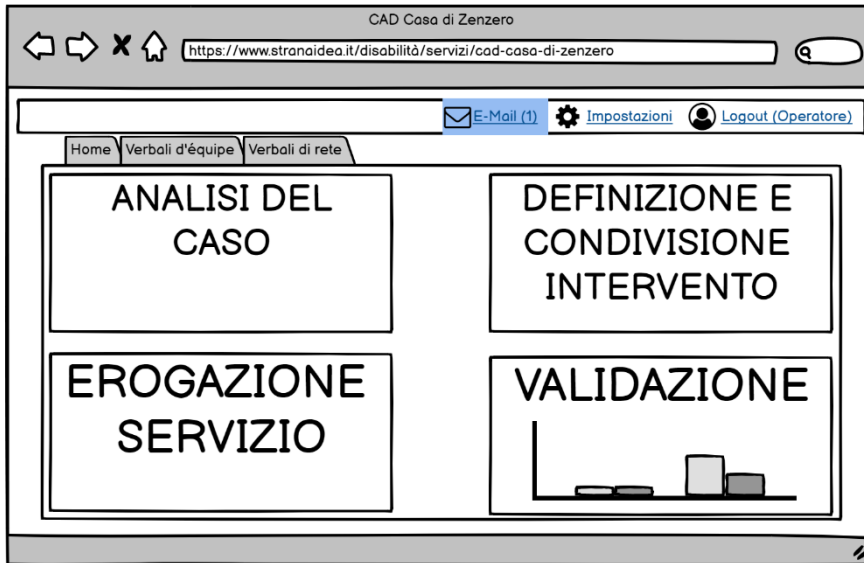 CAD Casa di Zenzero
https://www.stranaidea.it/disabilità/servizi/cad-casa-di-zenzero
E-Mail (1) Impostazioni Logout (Operatore)
Home Verbali d'équipe Verbali di rete
ANALISI DEL
CASO
DEFINIZIONE E
CONDIVISIONE
INTERVENTO
EROGAZIONE
SERVIZIO
VALIDAZIONE